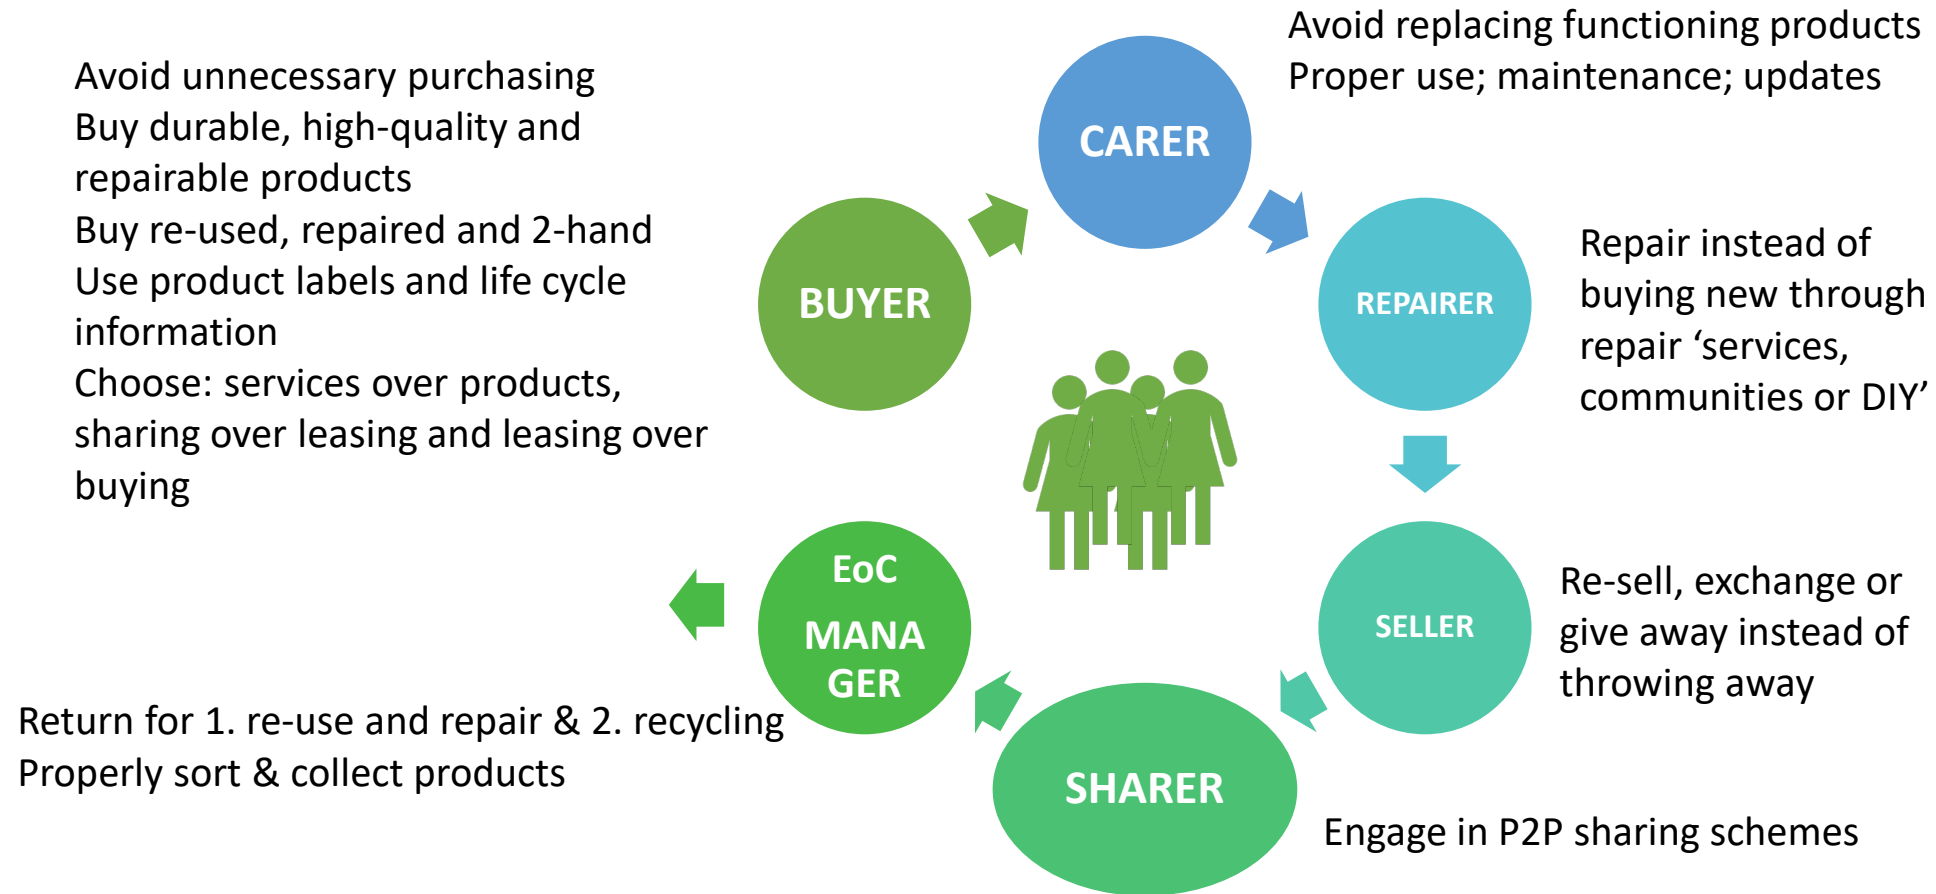 Avoid unnecessary purchasing
Buy durable, high-quality and
repairable products
Buy re-used, repaired and 2-hand
Use product labels and life cycle
information
Choose: services over products,
sharing over leasing and leasing over
buying
BUYER
CARER
Avoid replacing functioning products
Proper use; maintenance; updates
REPAIRER
Repair instead of
buying new through
repair ‘services,
communities or DIY’
SELLER
Re-sell, exchange or
give away instead of
throwing away
SHARER
Engage in P2P sharing schemes
EoC
MANA
GER
Return for 1. re-use and repair & 2. recycling
Properly sort & collect products